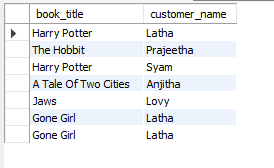 book_title customer_name
Harry Potter Latha
The Hobbit Prajeetha
Harry Potter Syam
A Tale Of Two Cities Anjitha
Jaws Lovy
Gone Girl Latha
Gone Girl Latha